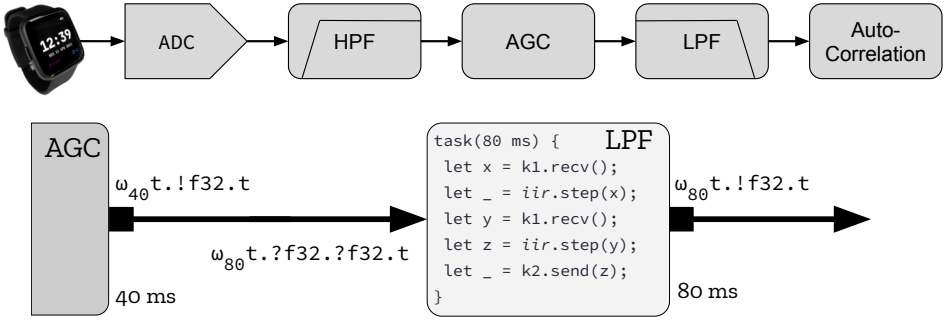 12:39
ADC
HPF
AGC
LPF
Auto-
Correlation
AGC
ω40t.!f32.t
ω80t.?f32.?f32.t
40 ms
LPF
task(80 ms) {
let x = k1.recv();
let _ = iir.step(x);
let y = k1.recv();
let z = iir.step(y);
let _ = k2.send(z);
}
ω80t.!f32.t
80 ms